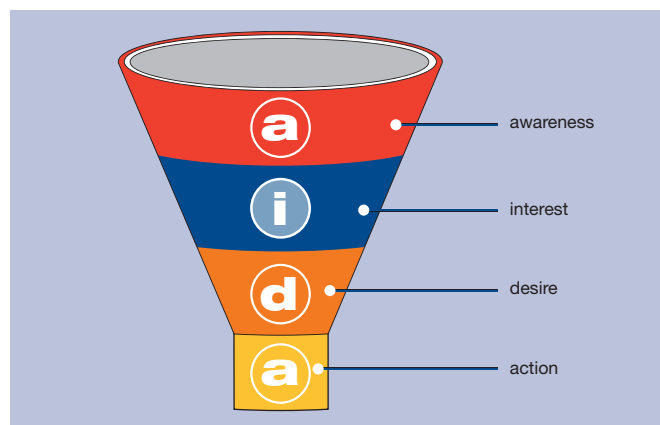 a awareness
i interest
d desire
a action